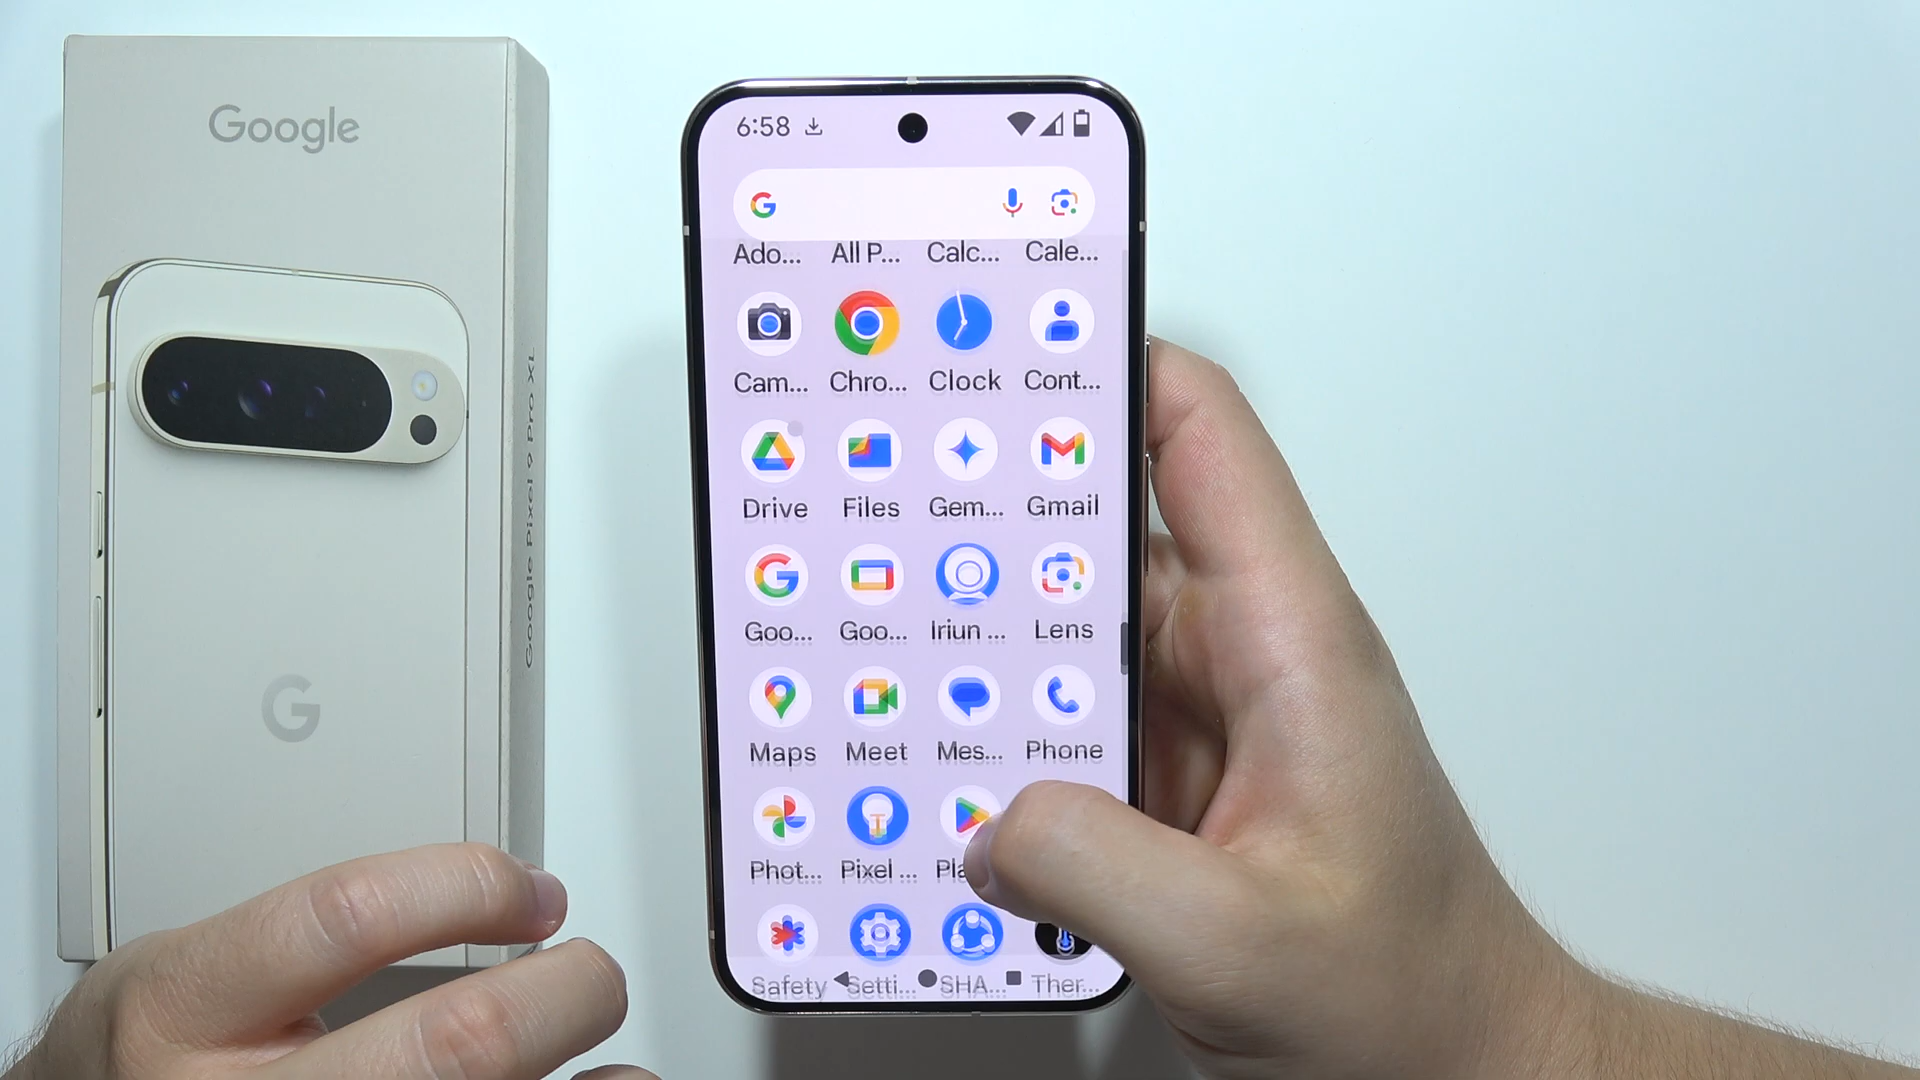 Google
Google Pixel 9 Pro XL
6:58
Ado... All P... Calc... Cale...
Cam... Chro... Clock Cont...
Drive Files Gem... Gmail
Goo... Goo... Iriun ... Lens
Maps Meet Mes... Phone
Phot... Pixel ... Pla
Safety Setti... SHA... Ther...